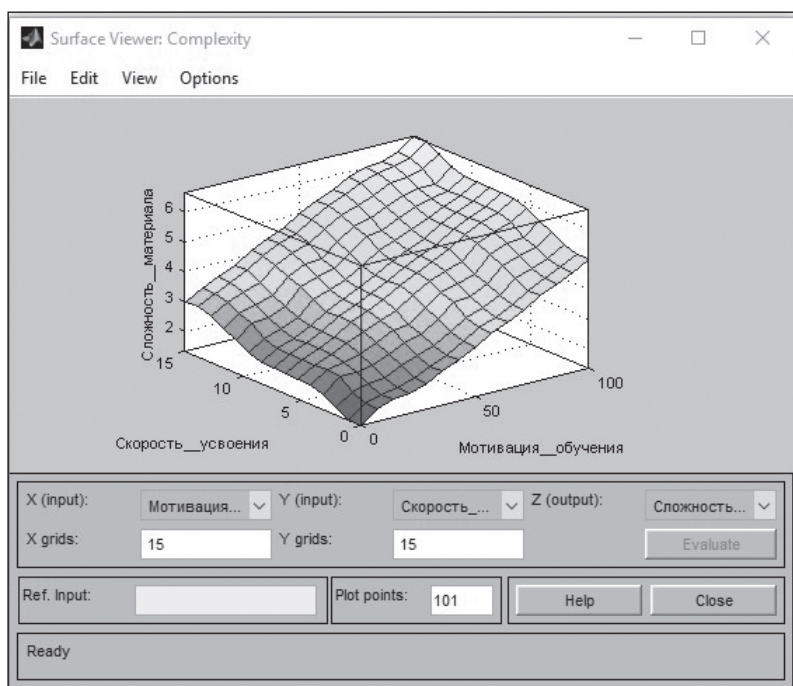 Surface Viewer: Complexity
File Edit View Options
Сложность__материала
6
5
4
3
2
15
10
5
0
0
50
100
Скорость__усвоения
Мотивация__обучения
X (input): Мотивация... Y (input): Скорость_... Z (output): Сложность...
X grids: 15 Y grids: 15 Evaluate
Ref. Input: Plot points: 101 Help Close
Ready